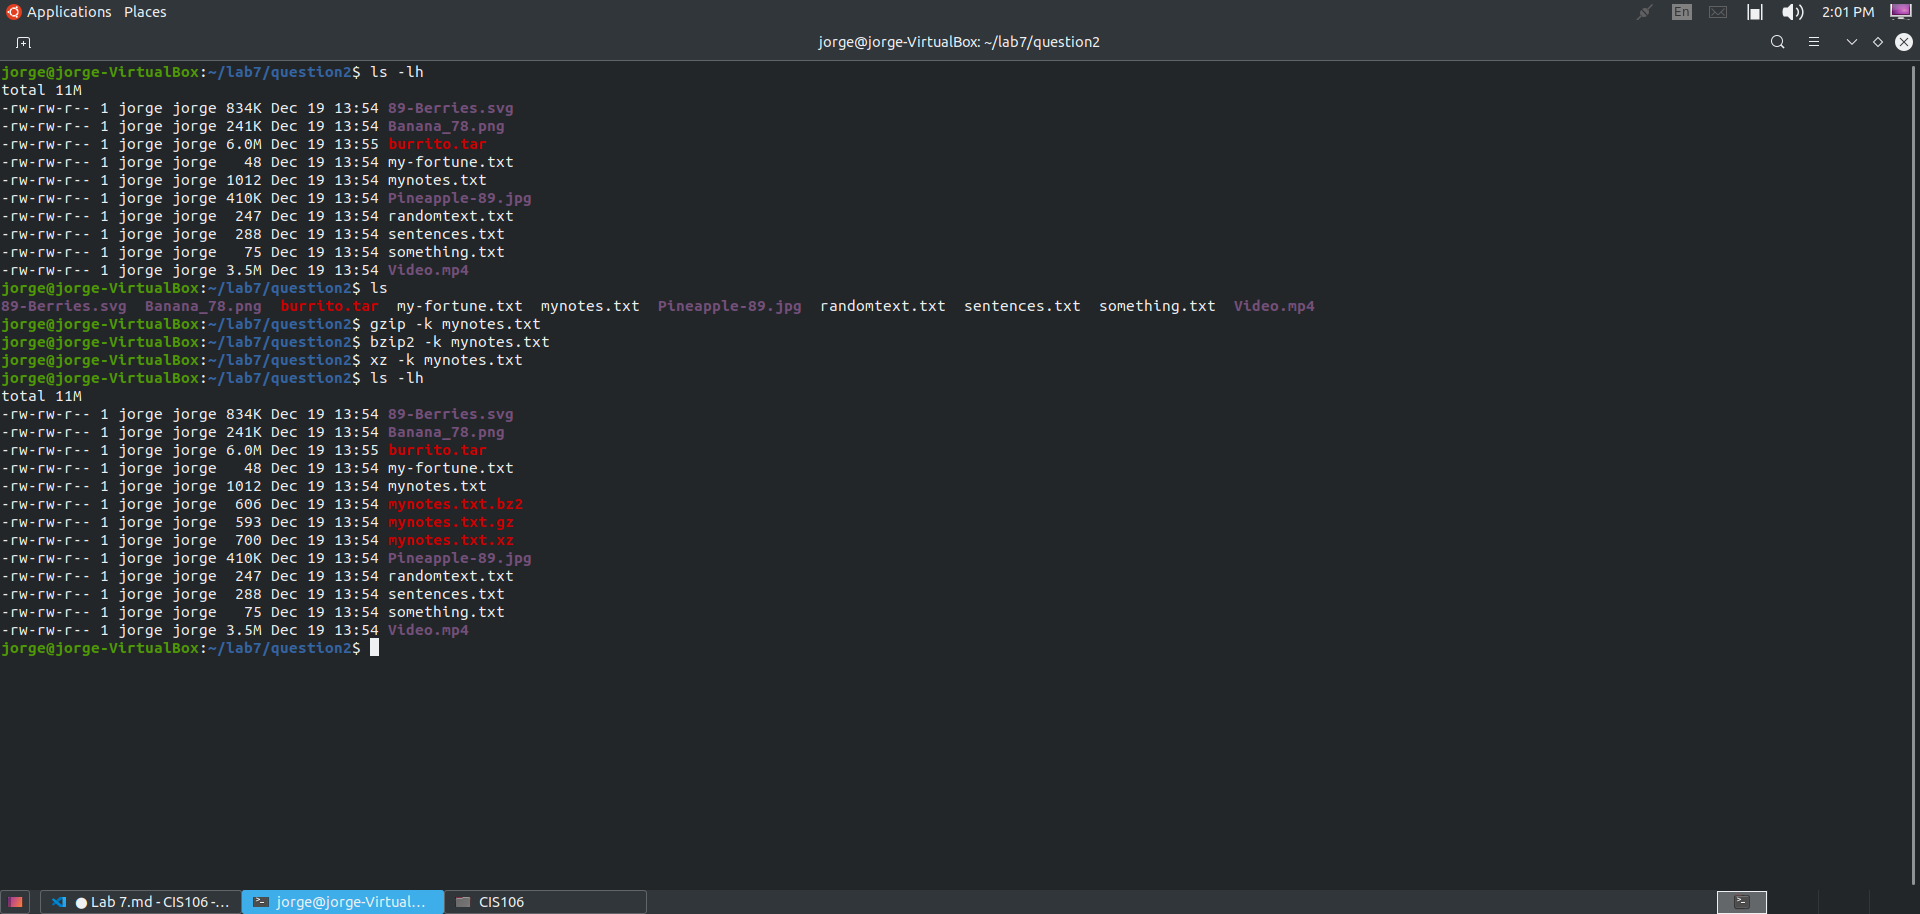 Applications Places
En
2:01 PM
jorge@jorge-VirtualBox: ~/lab7/question2
jorge@jorge-VirtualBox:~/lab7/question2$ ls -lh
total 11M
-rw-rw-r-- 1 jorge jorge 834K Dec 19 13:54 89-Berries.svg
-rw-rw-r-- 1 jorge jorge 241K Dec 19 13:54 Banana_78.png
-rw-rw-r-- 1 jorge jorge 6.0M Dec 19 13:55 burrito.tar
-rw-rw-r-- 1 jorge jorge   48 Dec 19 13:54 my-fortune.txt
-rw-rw-r-- 1 jorge jorge 1012 Dec 19 13:54 mynotes.txt
-rw-rw-r-- 1 jorge jorge 410K Dec 19 13:54 Pineapple-89.jpg
-rw-rw-r-- 1 jorge jorge  247 Dec 19 13:54 randomtext.txt
-rw-rw-r-- 1 jorge jorge  288 Dec 19 13:54 sentences.txt
-rw-rw-r-- 1 jorge jorge   75 Dec 19 13:54 something.txt
-rw-rw-r-- 1 jorge jorge 3.5M Dec 19 13:54 Video.mp4
jorge@jorge-VirtualBox:~/lab7/question2$ ls
89-Berries.svg  Banana_78.png  burrito.tar  my-fortune.txt  mynotes.txt  Pineapple-89.jpg  randomtext.txt  sentences.txt  something.txt  Video.mp4
jorge@jorge-VirtualBox:~/lab7/question2$ gzip -k mynotes.txt
jorge@jorge-VirtualBox:~/lab7/question2$ bzip2 -k mynotes.txt
jorge@jorge-VirtualBox:~/lab7/question2$ xz -k mynotes.txt
jorge@jorge-VirtualBox:~/lab7/question2$ ls -lh
total 11M
-rw-rw-r-- 1 jorge jorge 834K Dec 19 13:54 89-Berries.svg
-rw-rw-r-- 1 jorge jorge 241K Dec 19 13:54 Banana_78.png
-rw-rw-r-- 1 jorge jorge 6.0M Dec 19 13:55 burrito.tar
-rw-rw-r-- 1 jorge jorge   48 Dec 19 13:54 my-fortune.txt
-rw-rw-r-- 1 jorge jorge 1012 Dec 19 13:54 mynotes.txt
-rw-rw-r-- 1 jorge jorge  606 Dec 19 13:54 mynotes.txt.bz2
-rw-rw-r-- 1 jorge jorge  593 Dec 19 13:54 mynotes.txt.gz
-rw-rw-r-- 1 jorge jorge  700 Dec 19 13:54 mynotes.txt.xz
-rw-rw-r-- 1 jorge jorge 410K Dec 19 13:54 Pineapple-89.jpg
-rw-rw-r-- 1 jorge jorge  247 Dec 19 13:54 randomtext.txt
-rw-rw-r-- 1 jorge jorge  288 Dec 19 13:54 sentences.txt
-rw-rw-r-- 1 jorge jorge   75 Dec 19 13:54 something.txt
-rw-rw-r-- 1 jorge jorge 3.5M Dec 19 13:54 Video.mp4
jorge@jorge-VirtualBox:~/lab7/question2$
● Lab 7.md - CIS106 -...
jorge@jorge-Virtual...
CIS106